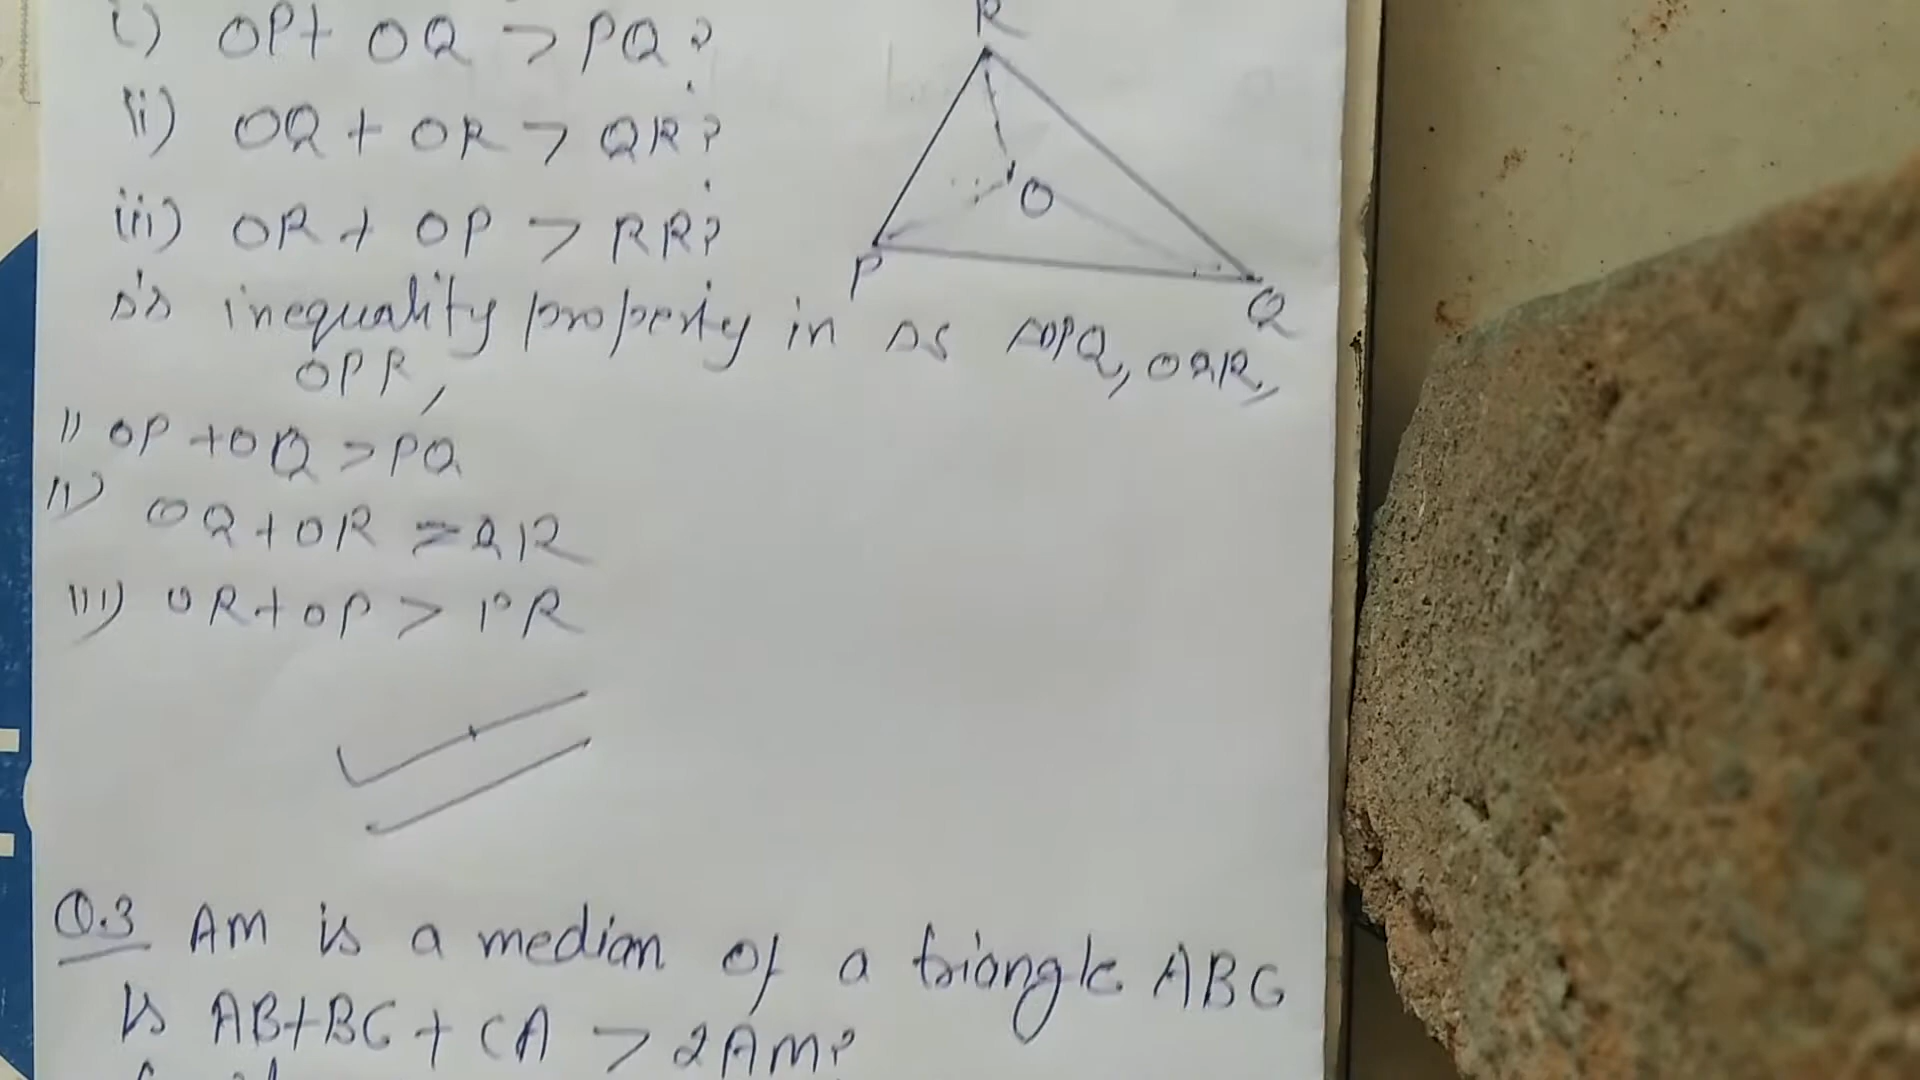 i) OP+ OQ > PQ?
ii) OQ + OR > QR?
iii) OR + OP > RR?
R
O
P
Q
Δ's inequality property in Δs ΔOPQ, OQR,
OPR,
i) OP + OQ > PQ
ii) OQ + OR > QR
iii) OR + OP > PR
Q.3 AM is a median of a triangle ABC
Is AB+BC + CA > 2AM?